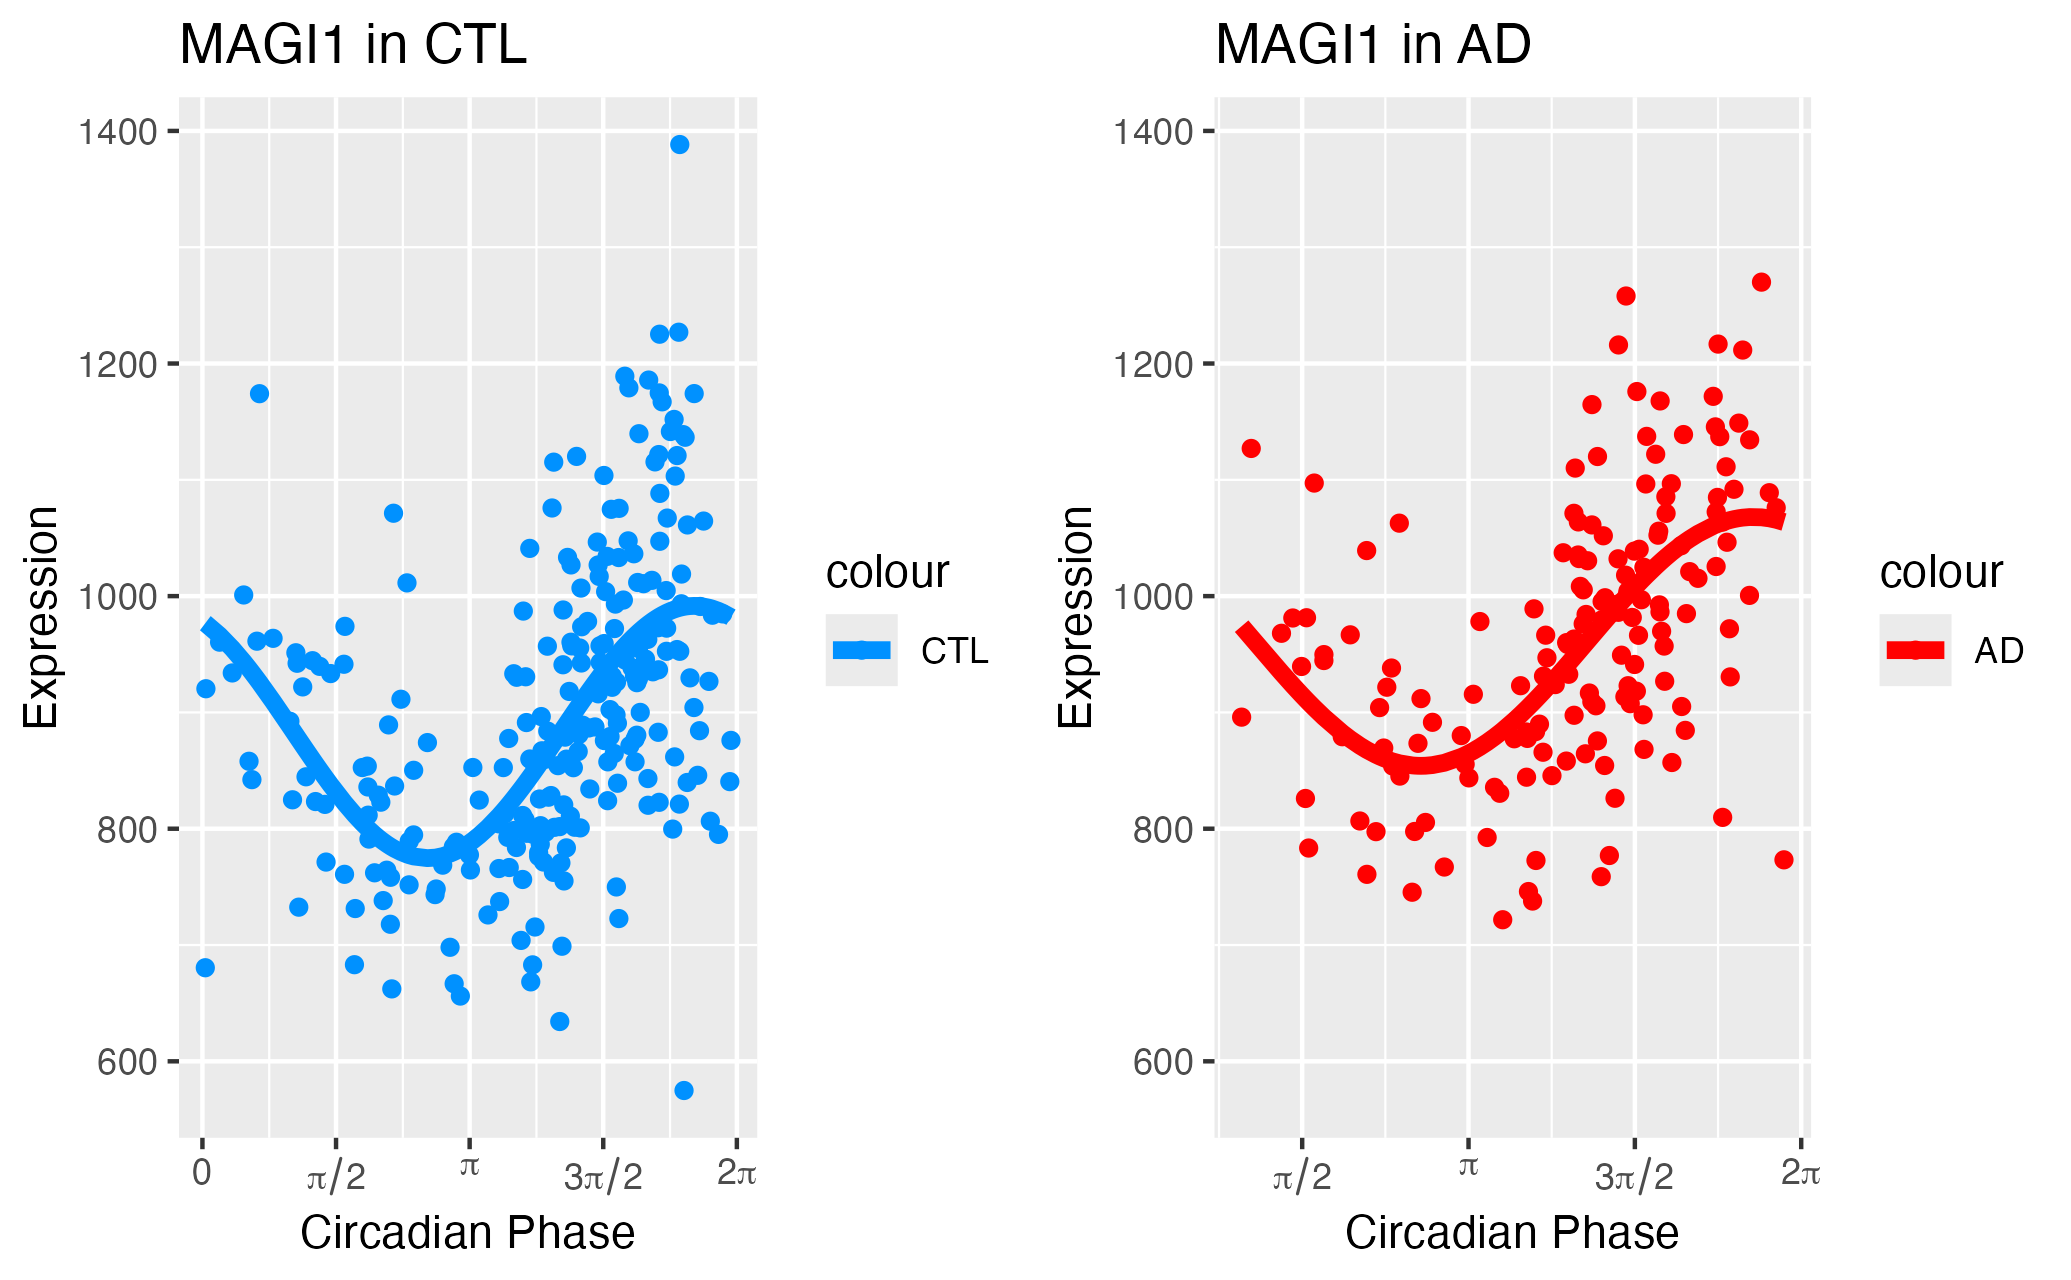 MAGI1 in CTL
Expression
1400
1200
1000
800
600
0
π/2
π
3π/2
2π
Circadian Phase
colour
CTL
MAGI1 in AD
Expression
1400
1200
1000
800
600
π/2
π
3π/2
2π
Circadian Phase
colour
AD